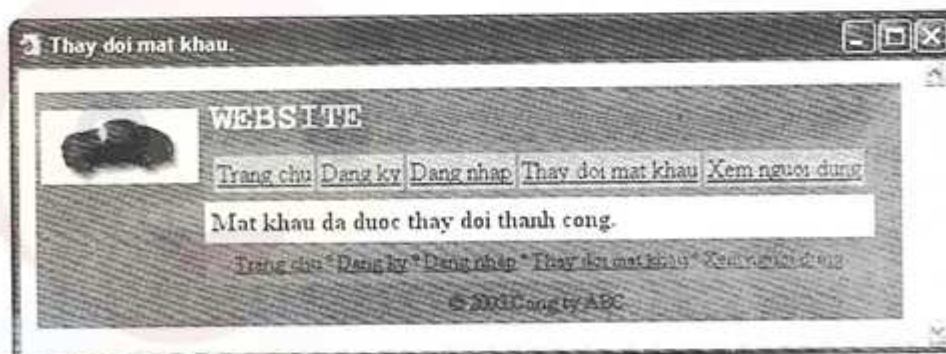 Thay doi mat khau.
WEBSITE
Trang chu Dang ky Dang nhap Thay doi mat khau Xem nguoi dung
Mat khau da duoc thay doi thanh cong.
Trang chu * Dang ky * Dang nhap * Thay doi mat khau * Xem nguoi dung
© 2003 Cong ty ABC